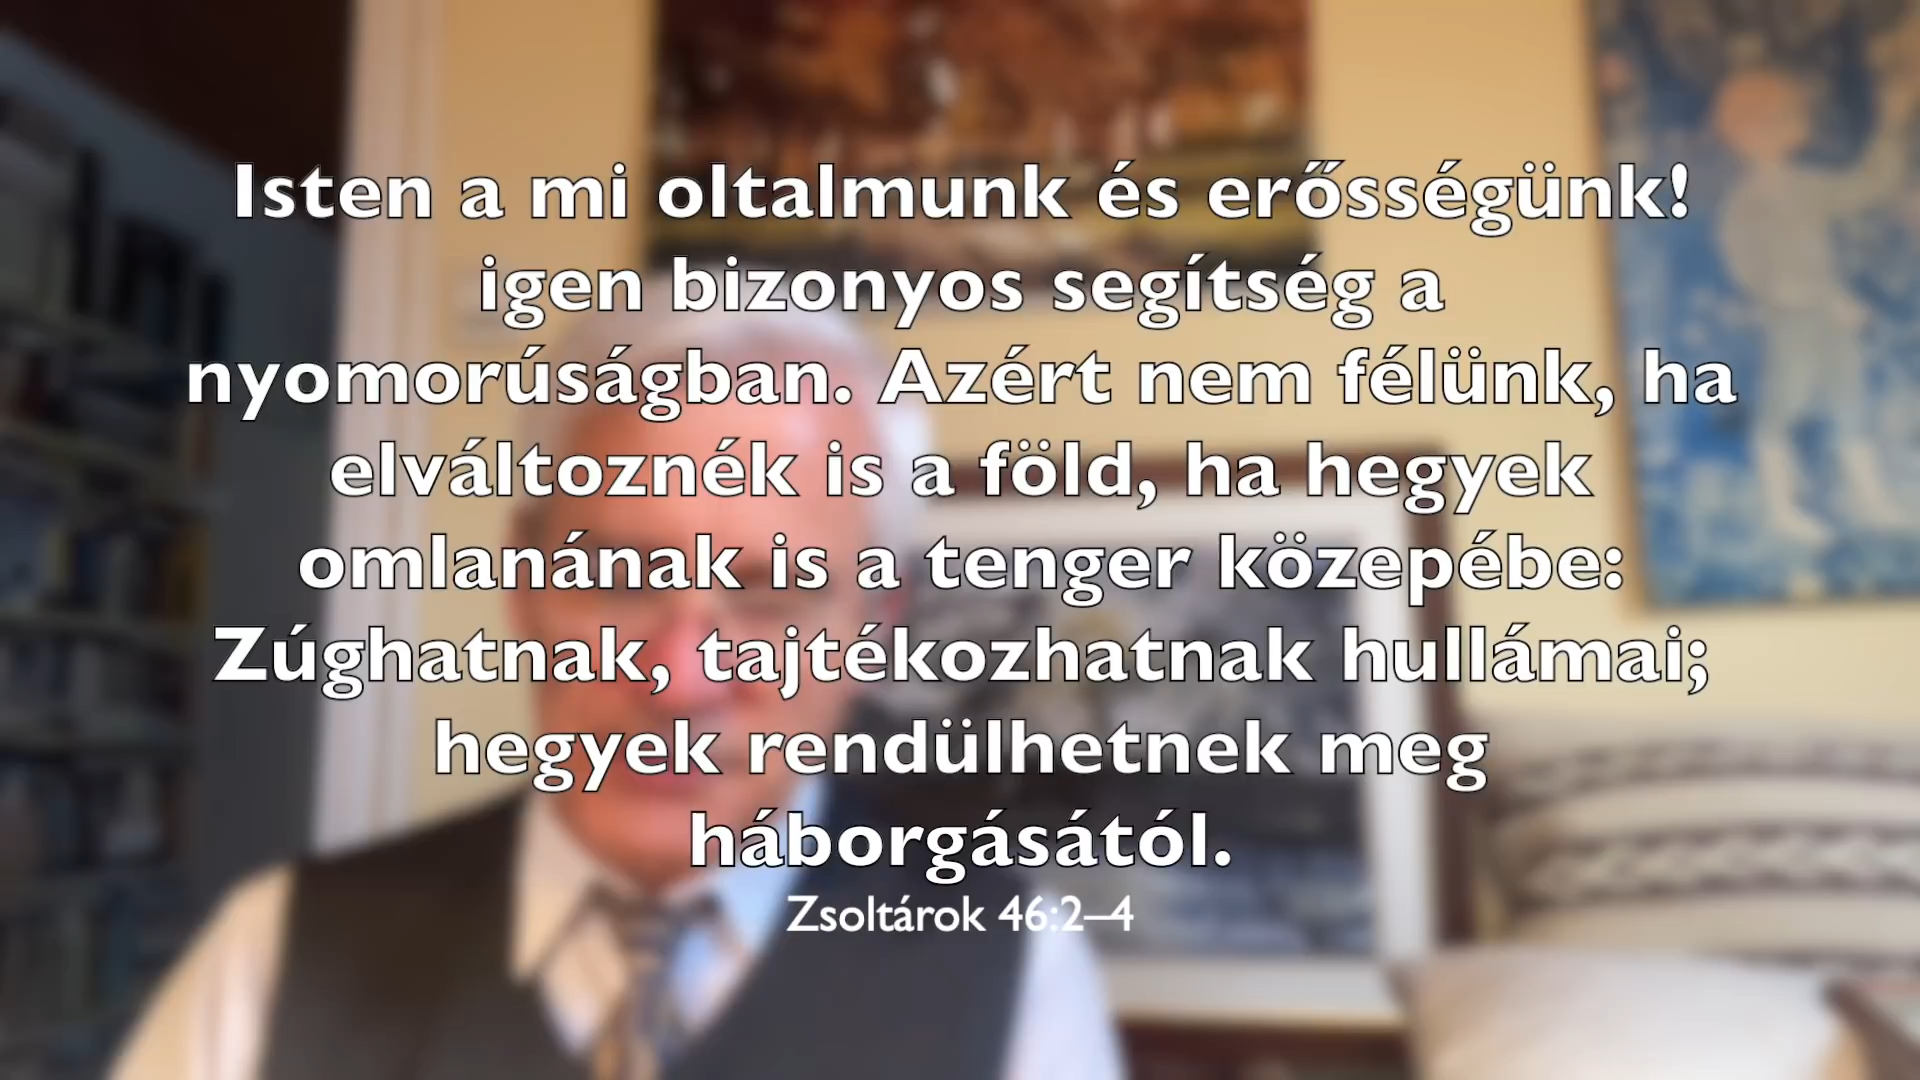 Isten a mi oltalmunk és erősségünk!
igen bizonyos segítség a
nyomorúságban. Azért nem félünk, ha
elváltoznék is a föld, ha hegyek
omlanának is a tenger közepébe:
Zúghatnak, tajtékozhatnak hullámai;
hegyek rendülhetnek meg
háborgásától.
Zsoltárok 46:2–4